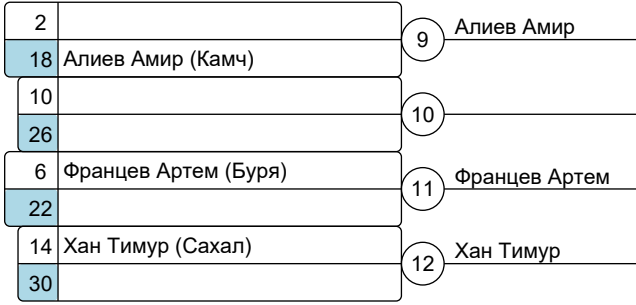 2
9 Алиев Амир
18 Алиев Амир (Камч)
10
10
26
6 Францев Артем (Буря)
11 Францев Артем
22
14 Хан Тимур (Сахал)
12 Хан Тимур
30